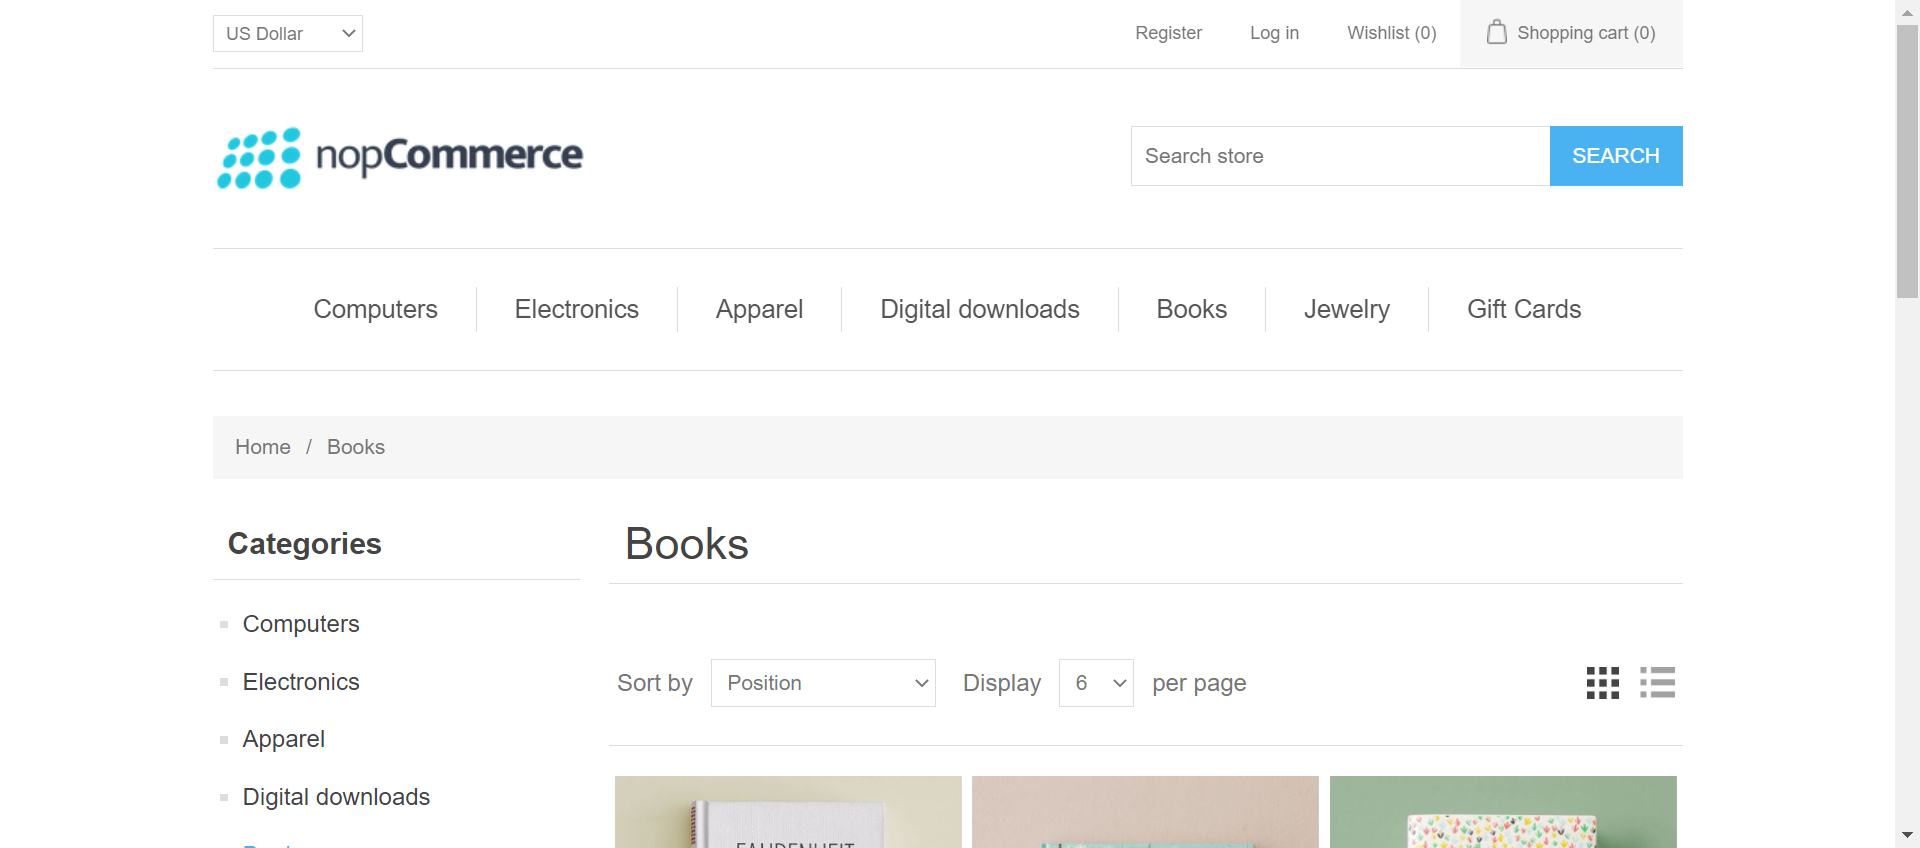 US Dollar
Register
Log in
Wishlist (0)
Shopping cart (0)
nopCommerce
Search store
SEARCH
Computers
Electronics
Apparel
Digital downloads
Books
Jewelry
Gift Cards
Home / Books
Categories
Computers
Electronics
Apparel
Digital downloads
Books
Sort by Position Display 6 per page
FAHRENHEIT